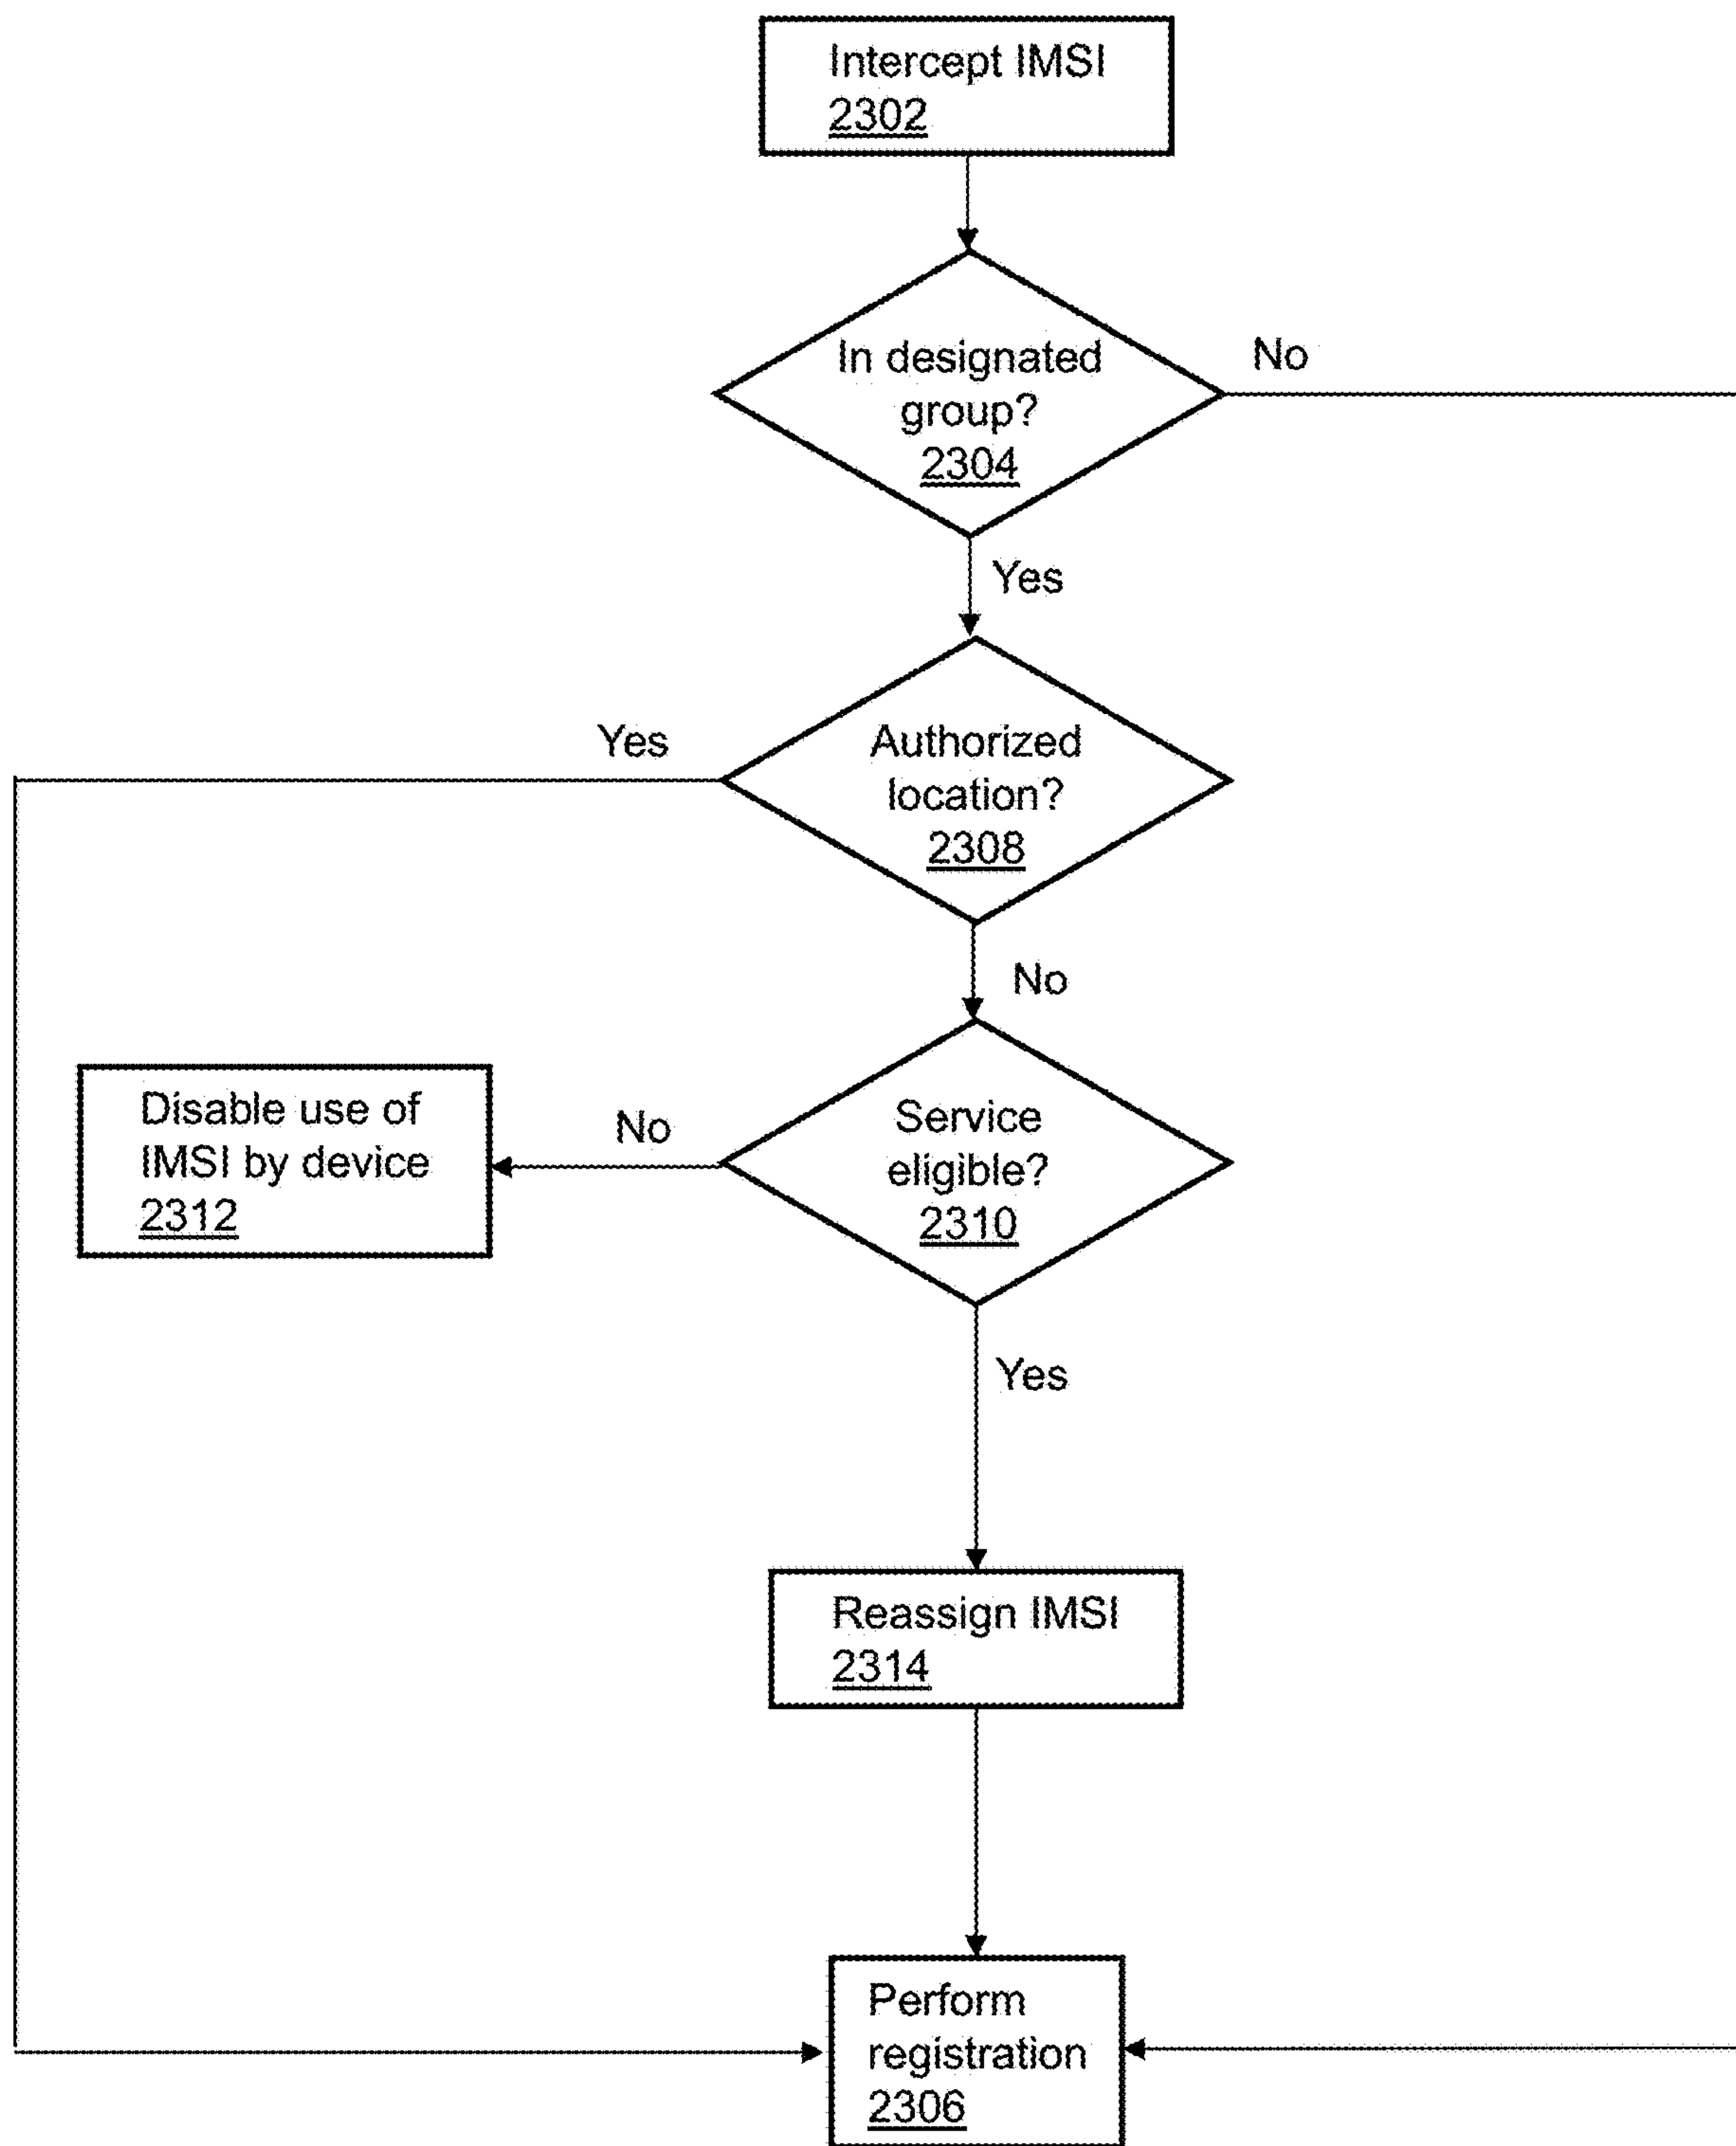 Intercept IMSI
2302
In designated
group?
2304
No
Yes
Yes
Authorized
location?
2308
No
Disable use of
IMSI by device
2312
No
Service
eligible?
2310
Yes
Reassign IMSI
2314
Perform
registration
2306